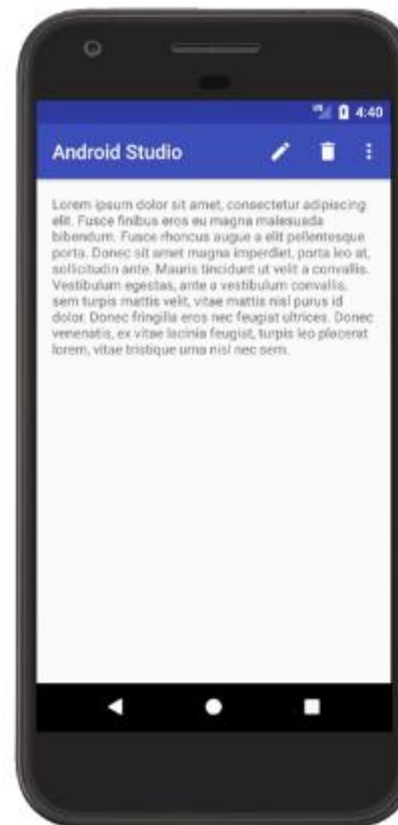 4:40
Android Studio
Lorem ipsum dolor sit amet, consectetur adipiscing
elit. Fusce finibus eros eu magna malesuada
bibendum. Fusce rhoncus augue a elit pellentesque
porta. Donec sit amet magna imperdiet, porta leo at,
sollicitudin ante. Mauris tincidunt ut velit a convallis.
Vestibulum egestas, ante a vestibulum convallis,
sem turpis mattis velit, vitae mattis nisl purus id
dolor. Donec fringilla eros nec feugiat ultrices. Donec
venenatis, ex vitae lacinia feugiat, turpis leo placerat
lorem, vitae tristique urna nisl nec sem.